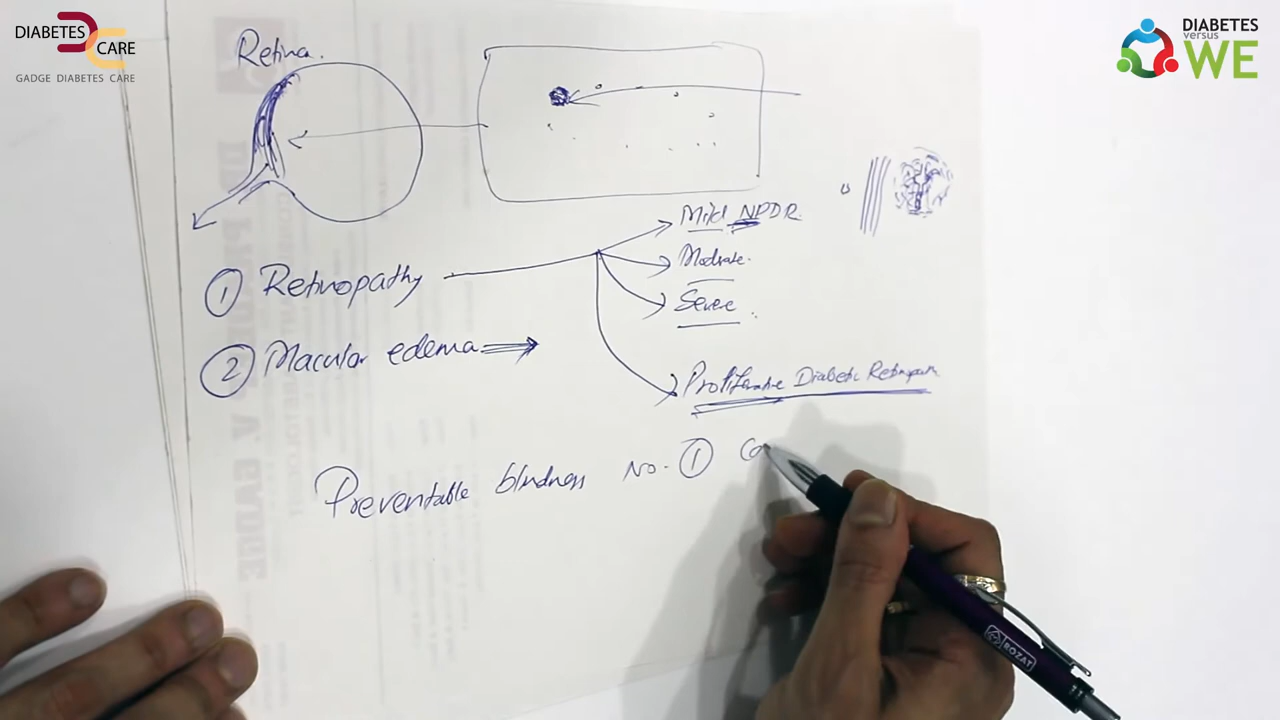 DIABETES
CARE
GADGE DIABETES CARE
DIABETES
versus
WE
Retina.
Mild NPDR.
Moderate.
Severe
① Retinopathy
② Macular edema
Proliferative Diabetic
Preventable blindness No. ①
ROZAT